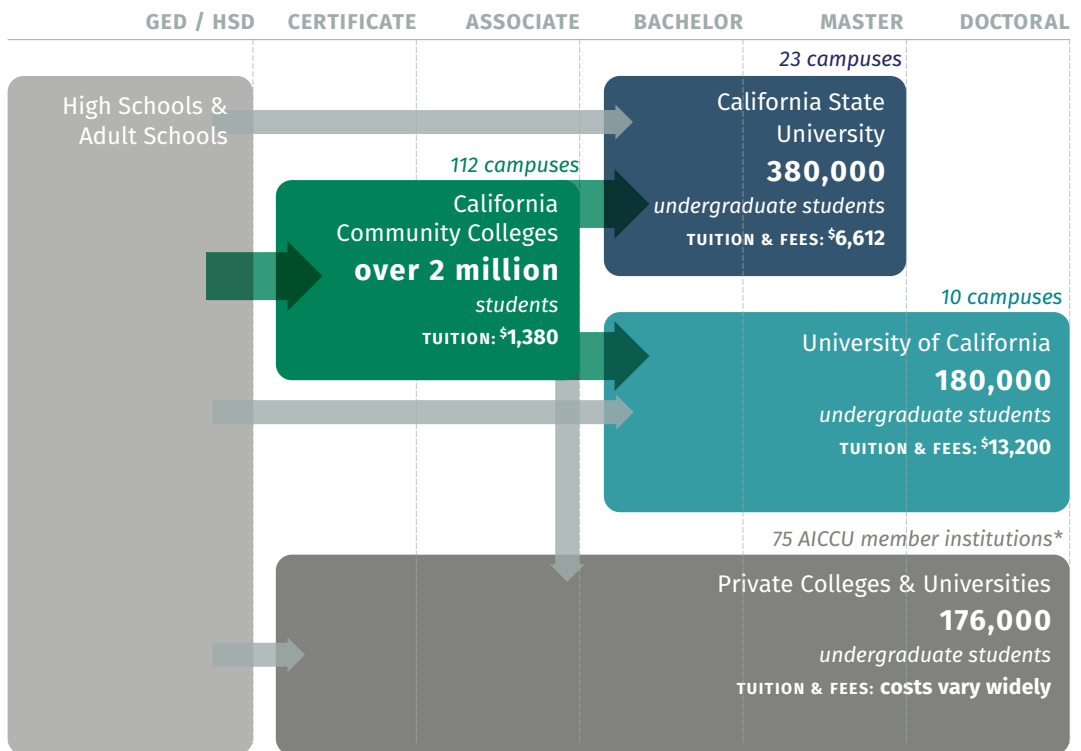 GED / HSD CERTIFICATE ASSOCIATE BACHELOR MASTER DOCTORAL
High Schools &
Adult Schools
23 campuses
California State
University
380,000
undergraduate students
TUITION & FEES: $6,612
112 campuses
California
Community Colleges
over 2 million
students
TUITION: $1,380
10 campuses
University of California
180,000
undergraduate students
TUITION & FEES: $13,200
75 AICCU member institutions*
Private Colleges & Universities
176,000
undergraduate students
TUITION & FEES: costs vary widely